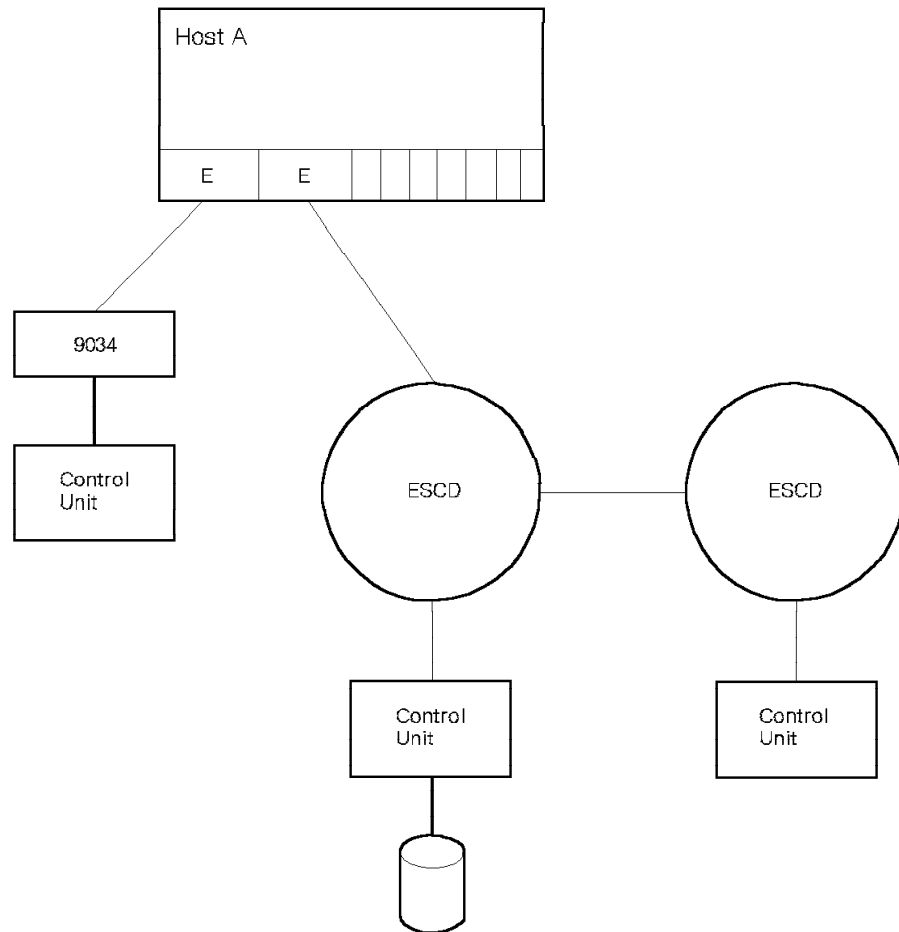 Host A
E
E
9034
Control
Unit
ESCD
ESCD
Control
Unit
Control
Unit